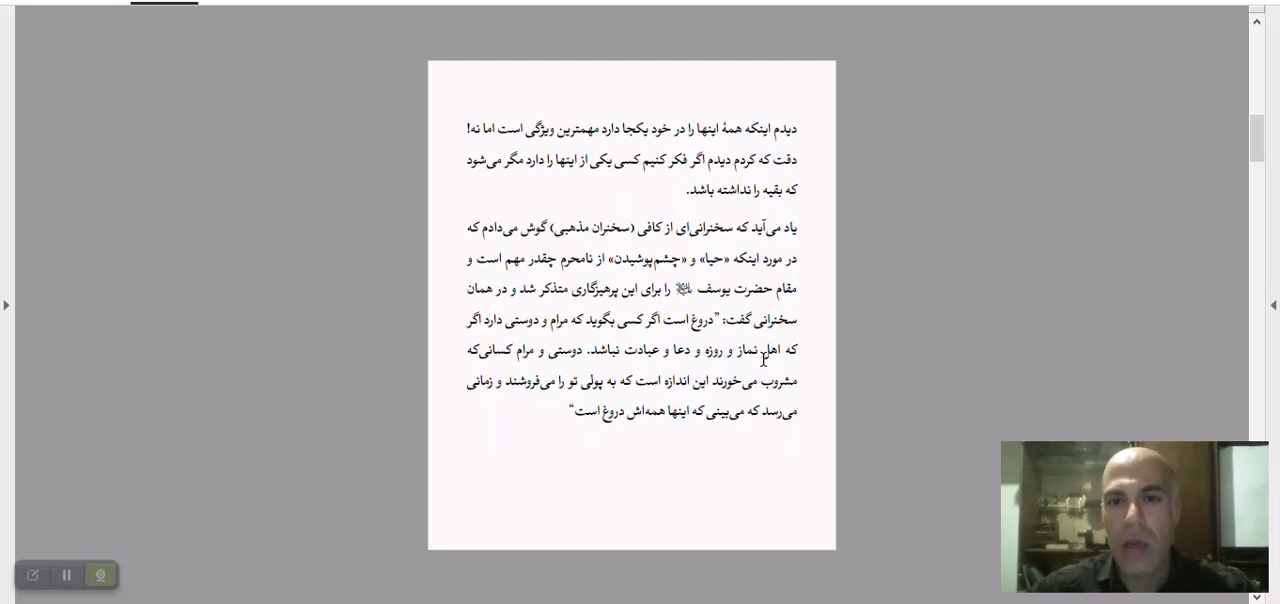 دیدم اینکه همهٔ اینها را در خود یکجا دارد مهمترین ویژگی است اما نه!
دقت که کردم دیدم اگر فکر کنیم کسی یکی از اینها را دارد مگر می‌شود
که بقیه را نداشته باشد.
یاد می‌آید که سخنرانی‌ای از کافی (سخنران مذهبی) گوش می‌دادم که
در مورد اینکه «حیا» و «چشم‌پوشیدن» از نامحرم چقدر مهم است و
مقام حضرت یوسف را برای این پرهیزگاری متذکر شد و در همان
سخنرانی گفت: ”دروغ است اگر کسی بگوید که مرام و دوستی دارد اگر
که اهل نماز و روزه و دعا و عبادت نباشد. دوستی و مرام کسانی‌که
مشروب می‌خورند این اندازه است که به پولی تو را می‌فروشند و زمانی
می‌رسد که می‌بینی که اینها همه‌اش دروغ است“